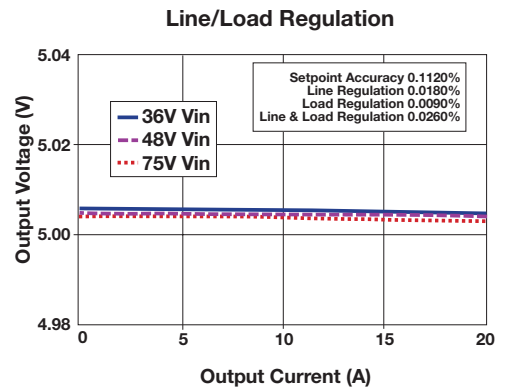 Line/Load Regulation
5.04
Setpoint Accuracy 0.1120%
Line Regulation 0.0180%
Load Regulation 0.0090%
Line & Load Regulation 0.0260%
36V Vin
48V Vin
75V Vin
5.02
Output Voltage (V)
5.00
4.98
0
5
10
15
20
Output Current (A)